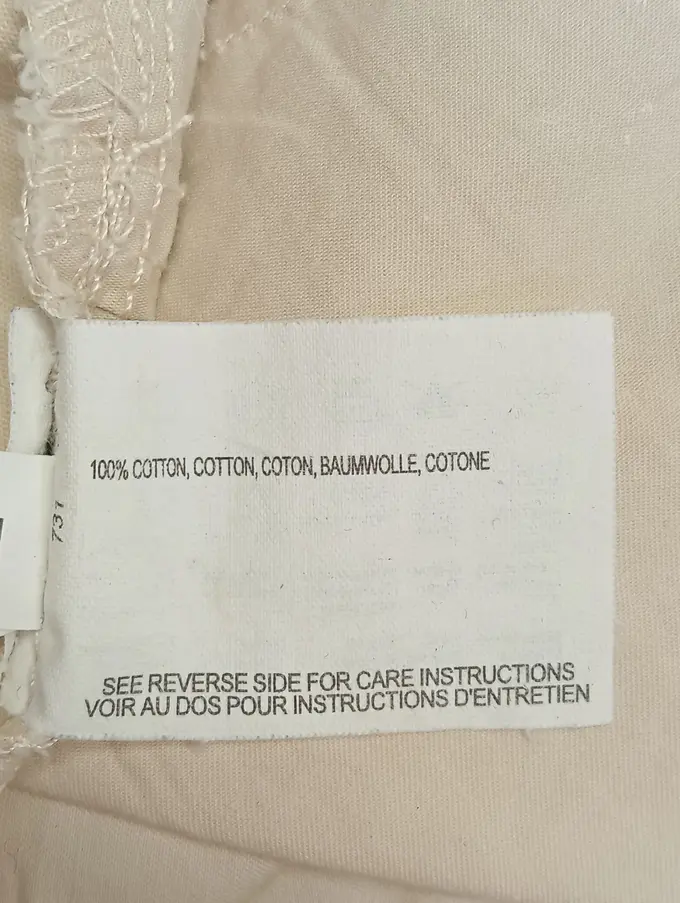 100% COTTON, COTTON, COTON, BAUMWOLLE, COTONE
731
SEE REVERSE SIDE FOR CARE INSTRUCTIONS
VOIR AU DOS POUR INSTRUCTIONS D'ENTRETIEN